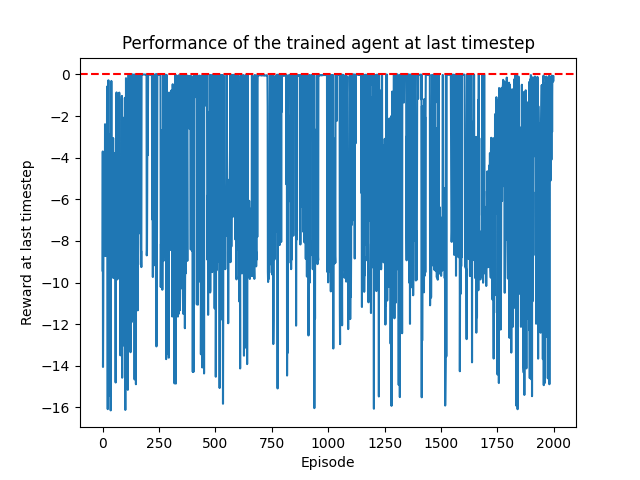 Performance of the trained agent at last timestep
0
−2
−4
−6
−8
−10
−12
−14
−16
Reward at last timestep
0 250 500 750 1000 1250 1500 1750 2000
Episode